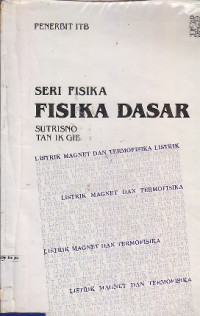 PENERBIT ITB
SERI FISIKA
FISIKA DASAR
SUTRISNO
TAN IK GIE
LISTRIK MAGNET DAN TERMOFISIKA LISTRIK
LISTRIK MAGNET DAN TERMOFISIKA
LISTRIK MAGNET DAN TERMOFISIKA
LISTRIK MAGNET DAN TERMOFISIKA